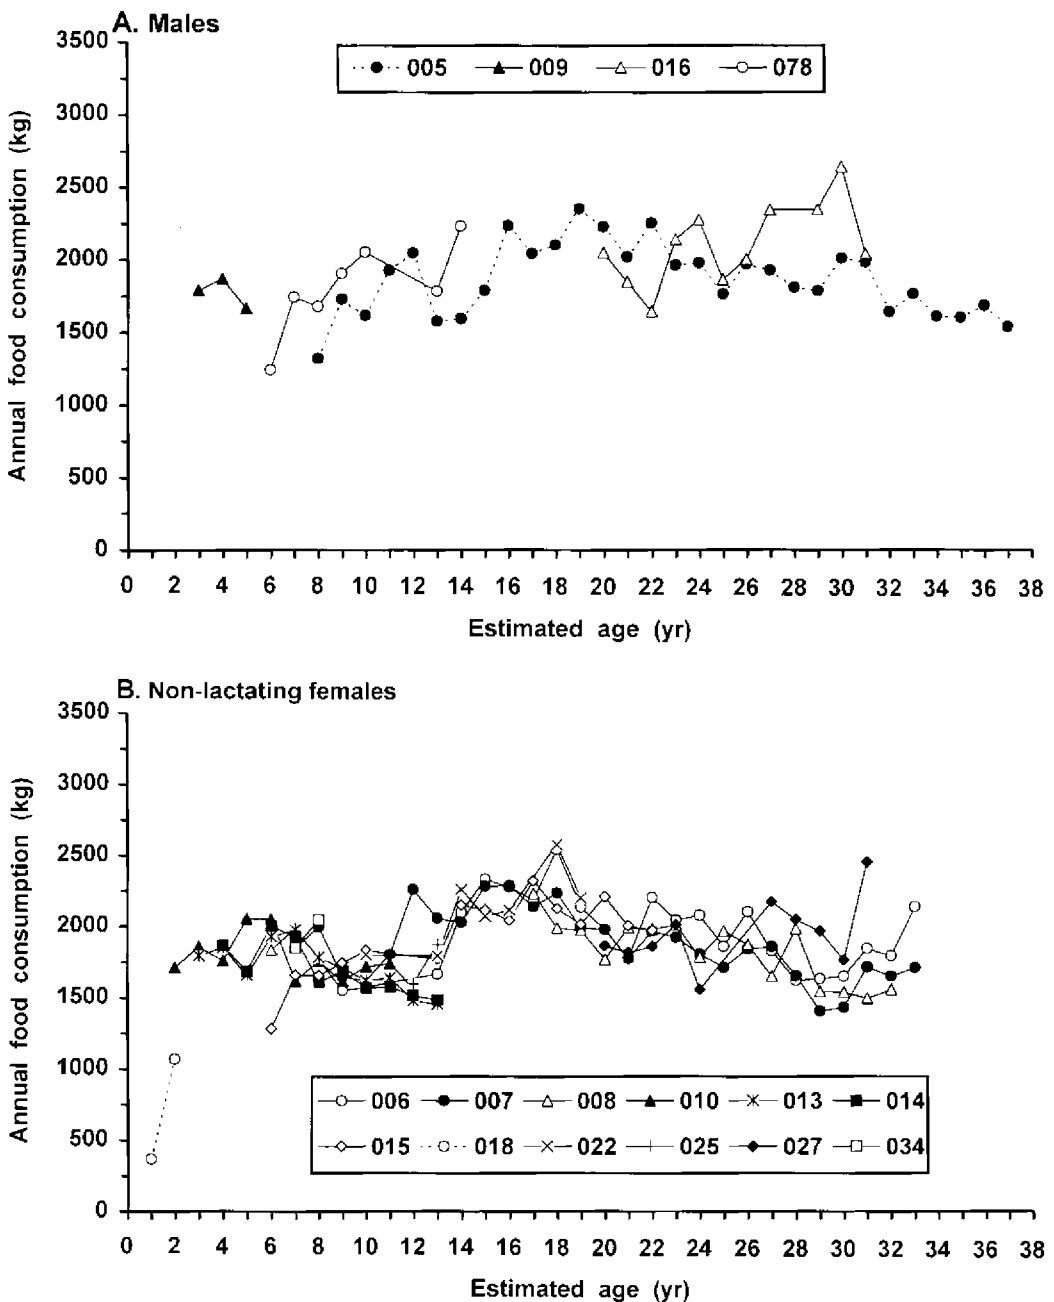 A. Males
005 009 016 078
3500
3000
2500
2000
1500
1000
500
0
Annual food consumption (kg)
0 2 4 6 8 10 12 14 16 18 20 22 24 26 28 30 32 34 36 38
Estimated age (yr)
B. Non-lactating females
3500
3000
2500
2000
1500
1000
500
0
Annual food consumption (kg)
006 007 008 010 013 014
015 018 022 025 027 034
0 2 4 6 8 10 12 14 16 18 20 22 24 26 28 30 32 34 36 38
Estimated age (yr)